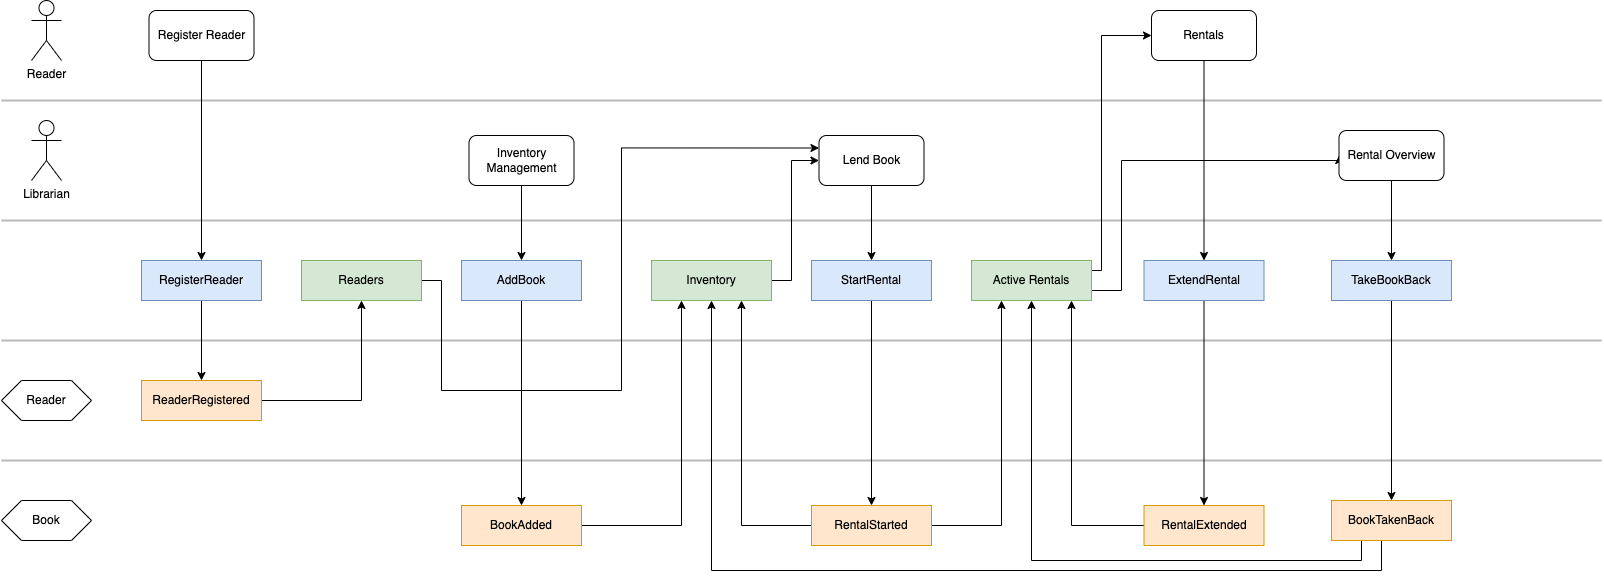 Reader
Register Reader
Rentals
Librarian
Inventory
Management
Lend Book
Rental Overview
RegisterReader
Readers
AddBook
Inventory
StartRental
Active Rentals
ExtendRental
TakeBookBack
Reader
ReaderRegistered
Book
BookAdded
RentalStarted
RentalExtended
BookTakenBack